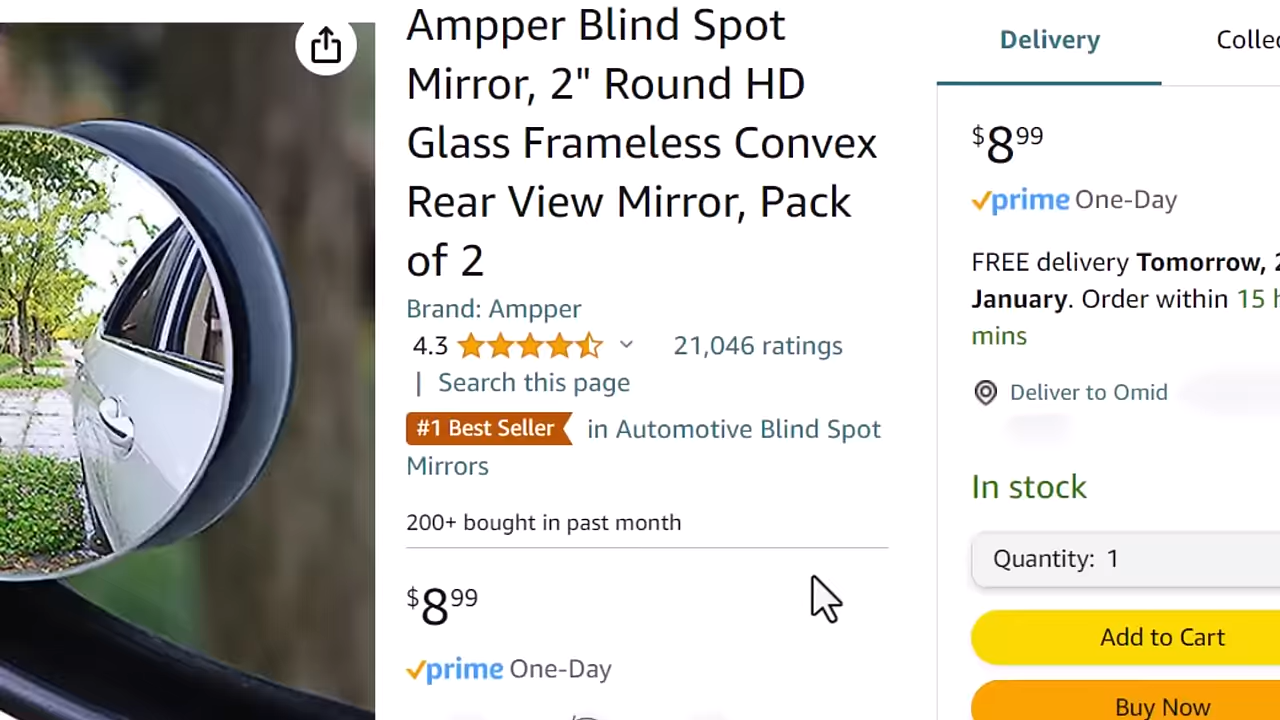 Ampper Blind Spot
Mirror, 2" Round HD
Glass Frameless Convex
Rear View Mirror, Pack
of 2
Brand: Ampper
4.3 21,046 ratings
| Search this page
#1 Best Seller in Automotive Blind Spot
Mirrors
200+ bought in past month
$8.99
prime One-Day
Delivery
$8.99
prime One-Day
FREE delivery Tomorrow,
January. Order within 15
mins
Deliver to Omid
In stock
Quantity: 1
Add to Cart
Buy Now